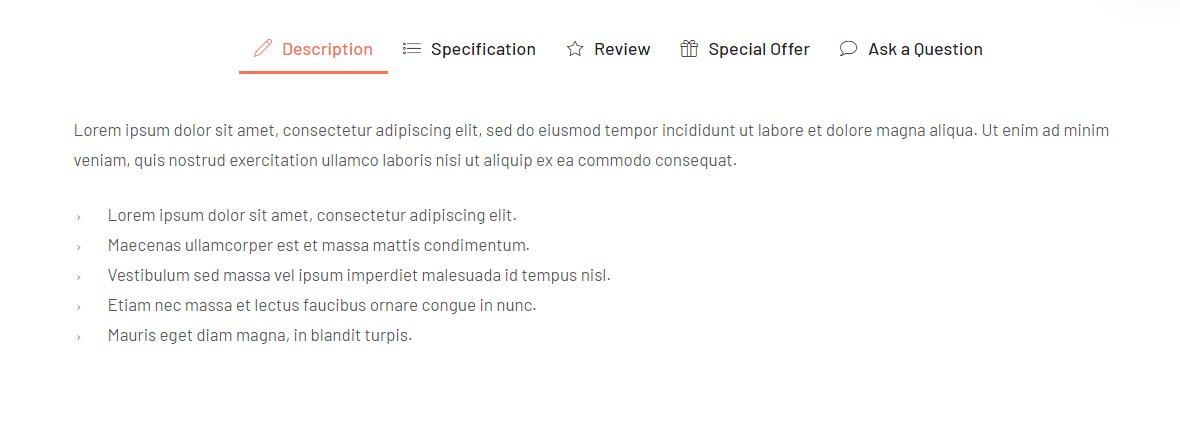 Description Specification Review Special Offer Ask a Question
Lorem ipsum dolor sit amet, consectetur adipiscing elit, sed do eiusmod tempor incididunt ut labore et dolore magna aliqua. Ut enim ad minim
veniam, quis nostrud exercitation ullamco laboris nisi ut aliquip ex ea commodo consequat.
Lorem ipsum dolor sit amet, consectetur adipiscing elit.
Maecenas ullamcorper est et massa mattis condimentum.
Vestibulum sed massa vel ipsum imperdiet malesuada id tempus nisl.
Etiam nec massa et lectus faucibus ornare congue in nunc.
Mauris eget diam magna, in blandit turpis.